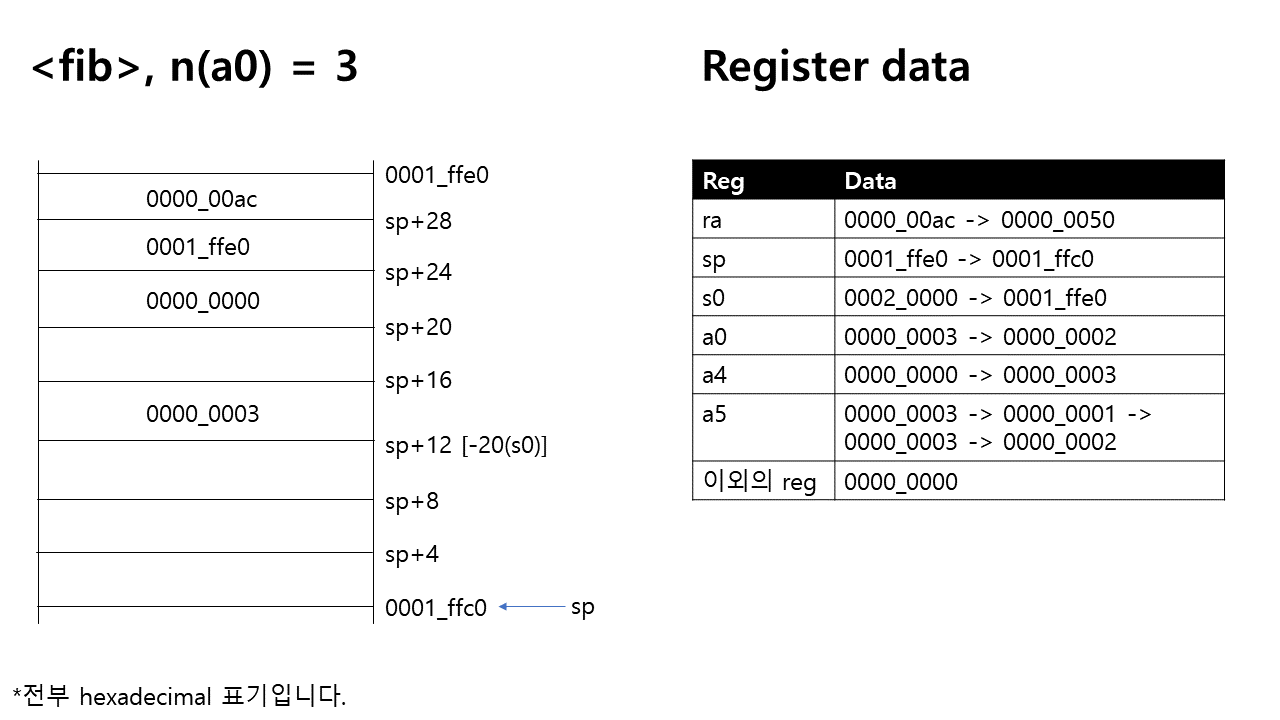 <fib>, n(a0) = 3
0001_ffe0
0000_00ac
sp+28
0001_ffe0
sp+24
0000_0000
sp+20
sp+16
0000_0003
sp+12 [-20(s0)]
sp+8
sp+4
0001_ffc0
sp
*전부 hexadecimal 표기입니다.
Register data
Reg Data
ra 0000_00ac -> 0000_0050
sp 0001_ffe0 -> 0001_ffc0
s0 0002_0000 -> 0001_ffe0
a0 0000_0003 -> 0000_0002
a4 0000_0000 -> 0000_0003
a5 0000_0003 -> 0000_0001 ->
0000_0003 -> 0000_0002
이외의 reg 0000_0000